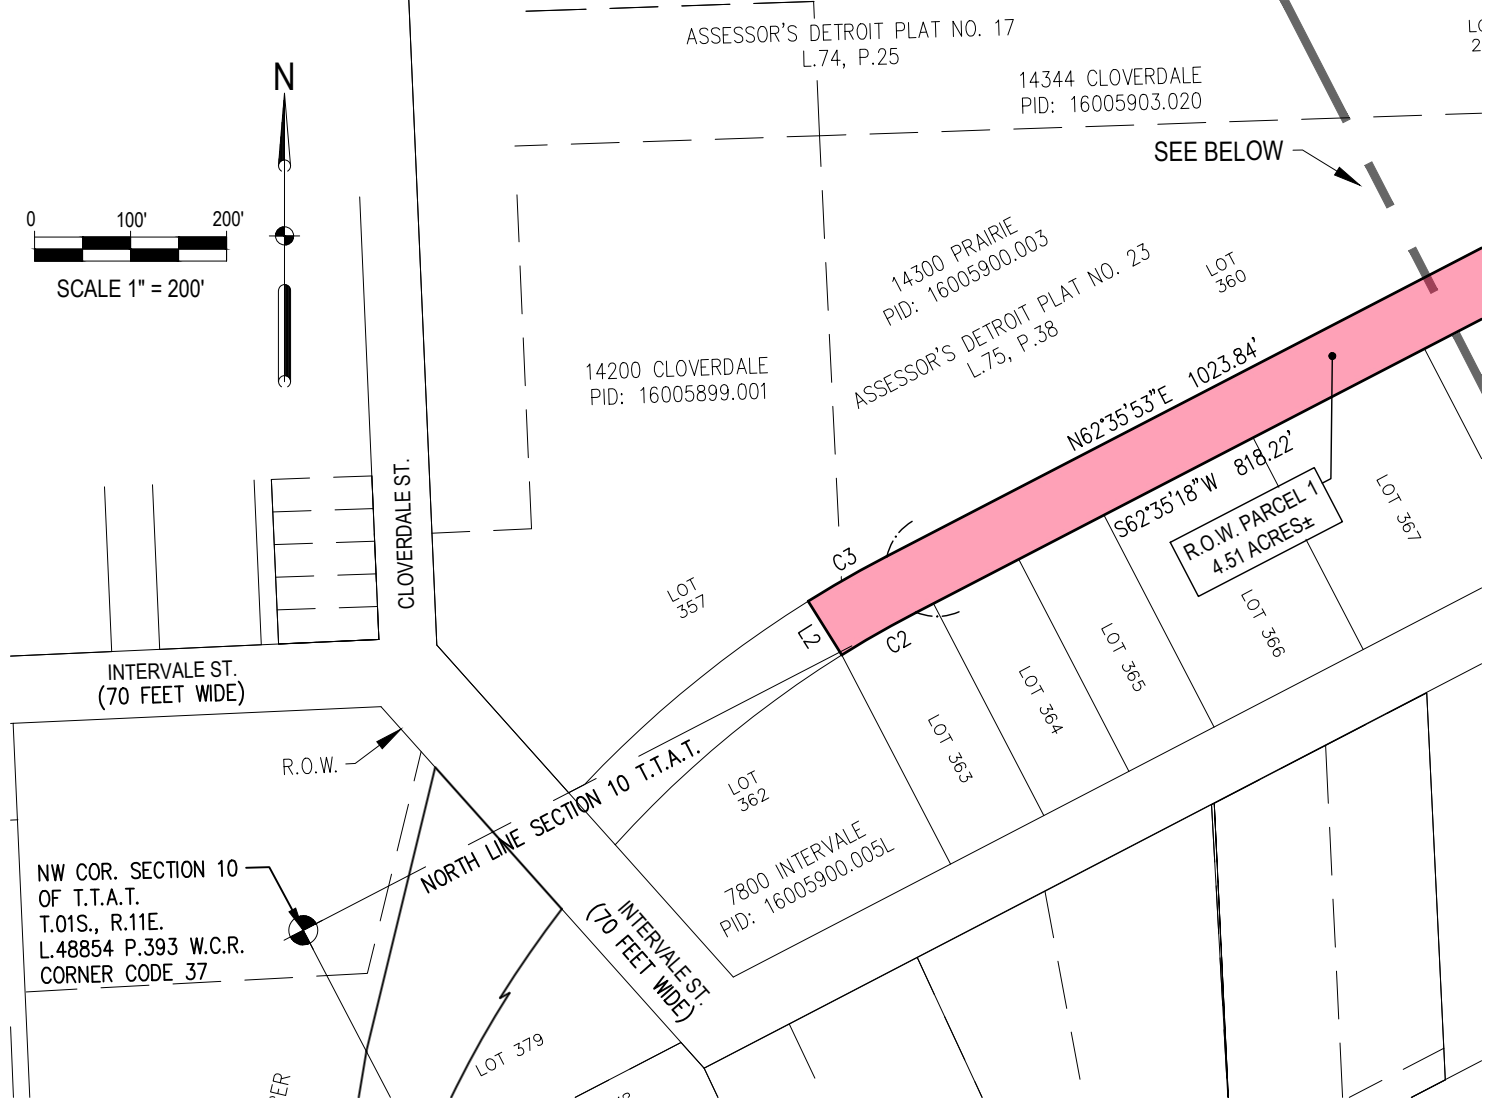 ASSESSOR'S DETROIT PLAT NO. 17
L.74, P.25
14344 CLOVERDALE
PID: 16005903.020
N
SEE BELOW
0 100' 200'
SCALE 1" = 200'
14300 PRAIRIE
PID: 16005900.003
ASSESSOR'S DETROIT PLAT NO. 23
L.75, P.38
LOT
360
14200 CLOVERDALE
PID: 16005899.001
N62°35'53"E 1023.84'
S62°35'18"W 818.22'
R.O.W. PARCEL 1
4.51 ACRES±
CLOVERDALE ST.
C3
L2
C2
LOT
357
LOT 367
LOT 366
LOT 365
LOT 364
LOT 363
INTERVALE ST.
(70 FEET WIDE)
R.O.W.
NORTH LINE SECTION 10 T.T.A.T.
LOT
362
7800 INTERVALE
PID: 16005900.005L
NW COR. SECTION 10
OF T.T.A.T.
T.01S., R.11E.
L.48854 P.393 W.C.R.
CORNER CODE 37
INTERVALE ST.
(70 FEET WIDE)
LOT 379